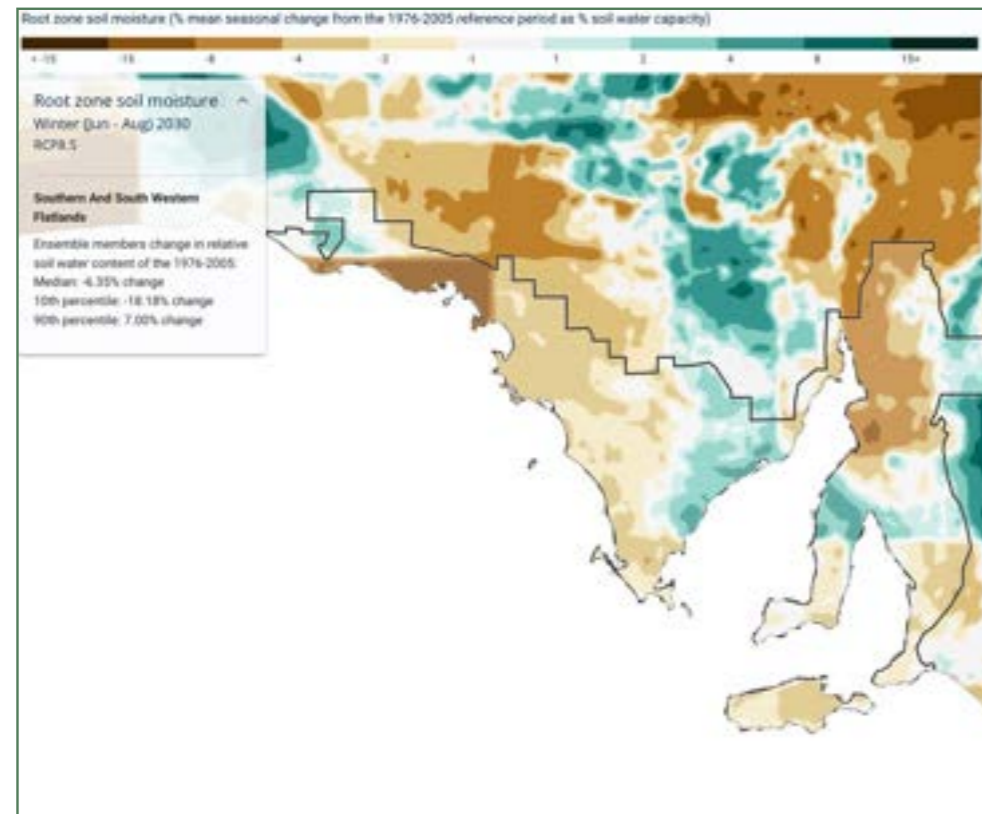 Root zone soil moisture (% mean seasonal change from the 1976-2005 reference period as % soil water capacity)
< -15 -15 -8 -4 -2 -1 1 2 4 8 15+
Root zone soil moisture
Winter (Jun - Aug) 2030
RCP8.5
Southern And South Western
Flatlands
Ensemble members change in relative
soil water content of the 1976-2005:
Median: -6.35% change
10th percentile: -18.18% change
90th percentile: 7.00% change